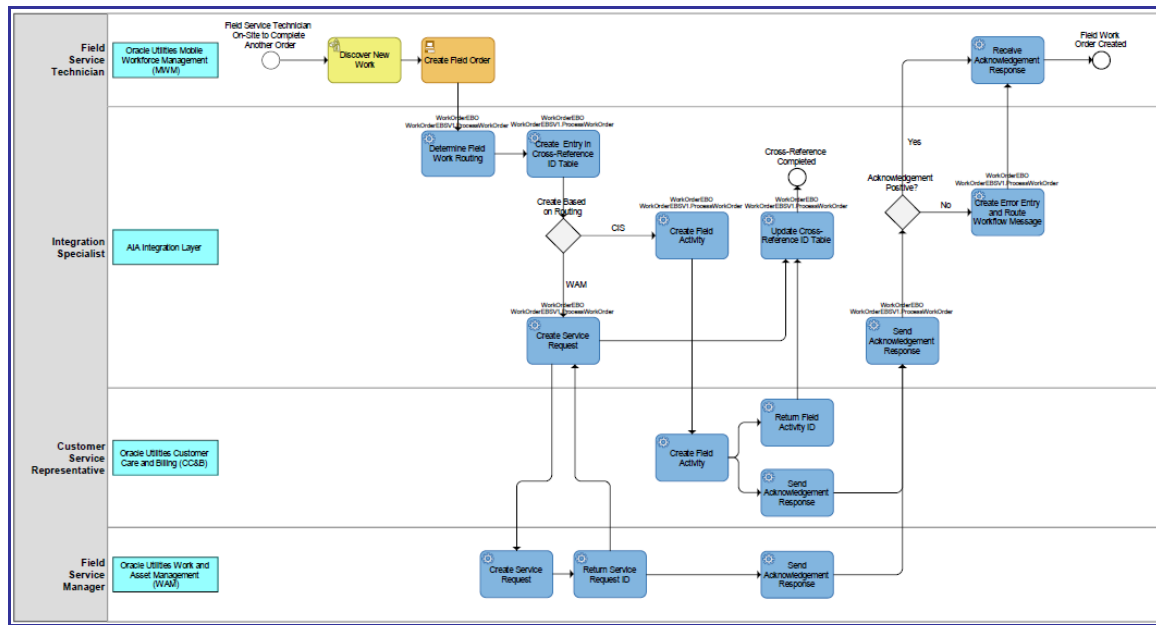 Field
Service
Technician
Oracle Utilities Mobile
Workforce Management
(MWM)
Field Service Technician
On-Site to Complete
Another Order
Discover New
Work
Create Field Order
Receive
Acknowledgement
Response
Field Work
Order Created
Integration
Specialist
AIA Integration Layer
WorkOrderEBO
WorkOrderEBSV1.ProcessWorkOrder
Determine Field
Work Routing
WorkOrderEBO
WorkOrderEBSV1.ProcessWorkOrder
Create Entry in
Cross-Reference
ID Table
Create Based
on Routing
CIS
WAM
WorkOrderEBO
WorkOrderEBSV1.ProcessWorkOrder
Create Field
Activity
Cross-Reference
Completed
WorkOrderEBO
WorkOrderEBSV1.ProcessWorkOrder
Update Cross-
Reference ID Table
Yes
Acknowledgement
Positive?
No
WorkOrderEBO
WorkOrderEBSV1.ProcessWorkOrder
Create Error Entry
and Route
Workflow Message
WorkOrderEBO
WorkOrderEBSV1.ProcessWorkOrder
Create Service
Request
WorkOrderEBO
WorkOrderEBSV1.ProcessWorkOrder
Send
Acknowledgement
Response
Customer
Service
Representative
Oracle Utilities Customer
Care and Billing (CC&B)
Create Field
Activity
Return Field
Activity ID
Send
Acknowledgement
Response
Field
Service
Manager
Oracle Utilities Work and
Asset Management
(WAM)
Create Service
Request
Return Service
Request ID
Send
Acknowledgement
Response